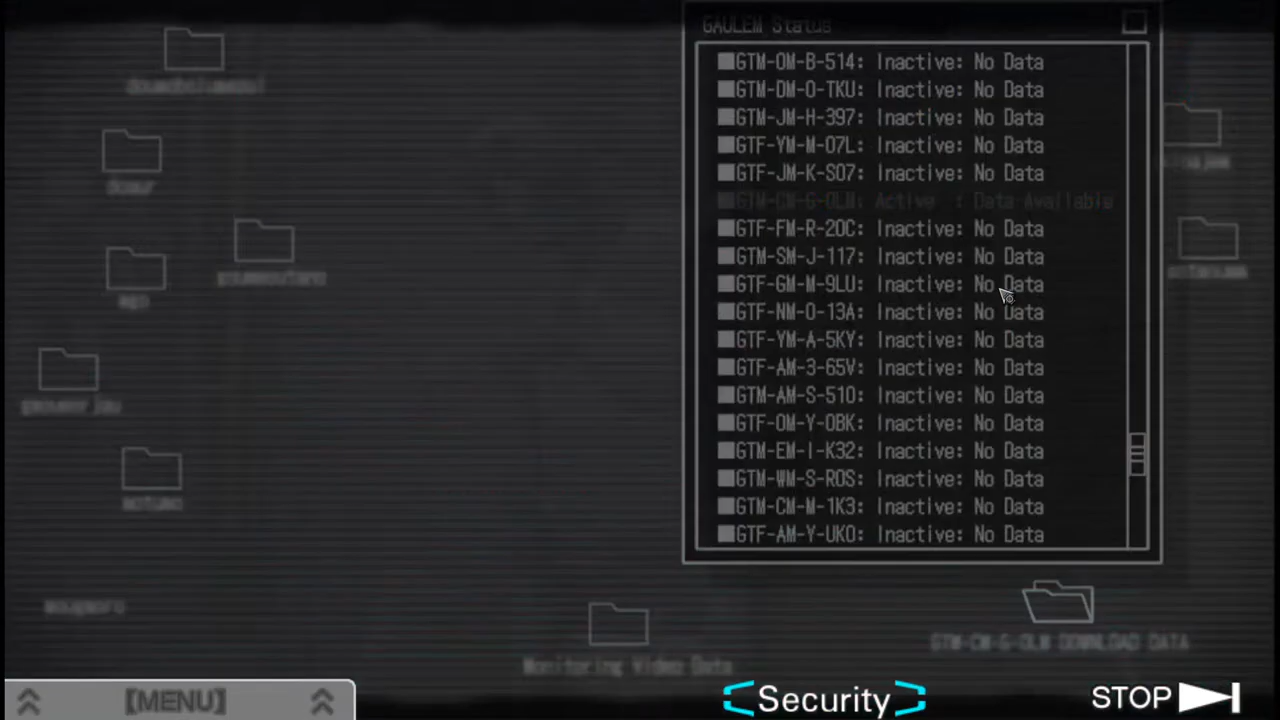 GAULEM Status
GTM-OM-B-514: Inactive: No Data
GTM-DM-O-TKU: Inactive: No Data
GTM-JM-H-397: Inactive: No Data
GTF-YM-M-07L: Inactive: No Data
GTF-JM-K-S07: Inactive: No Data
GTM-CM-G-OLM: Active : Data Available
GTF-FM-R-20C: Inactive: No Data
GTM-SM-J-117: Inactive: No Data
GTF-GM-M-9LU: Inactive: No Data
GTF-NM-O-13A: Inactive: No Data
GTF-YM-A-5KY: Inactive: No Data
GTF-AM-3-65V: Inactive: No Data
GTM-AM-S-510: Inactive: No Data
GTF-OM-Y-OBK: Inactive: No Data
GTM-EM-I-K32: Inactive: No Data
GTM-WM-S-ROS: Inactive: No Data
GTM-CM-M-1K3: Inactive: No Data
GTF-AM-Y-UKO: Inactive: No Data
GTM-CM-G-OLM DOWNLOAD DATA
Monitoring Video Data
【MENU】
Security
STOP